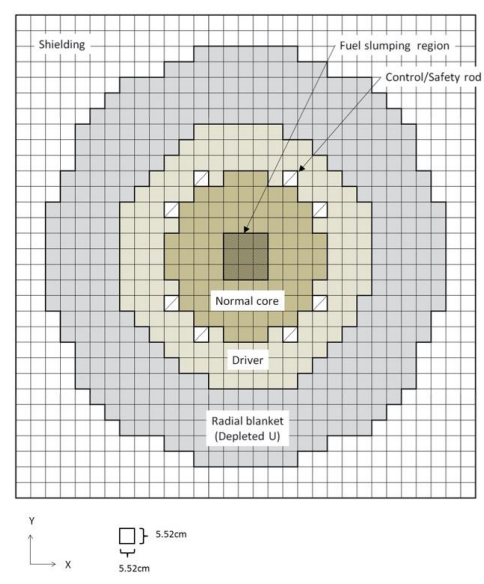 Shielding
Fuel slumping region
Control/Safety rod
Normal core
Driver
Radial blanket
(Depleted U)
Y
X
5.52cm
5.52cm